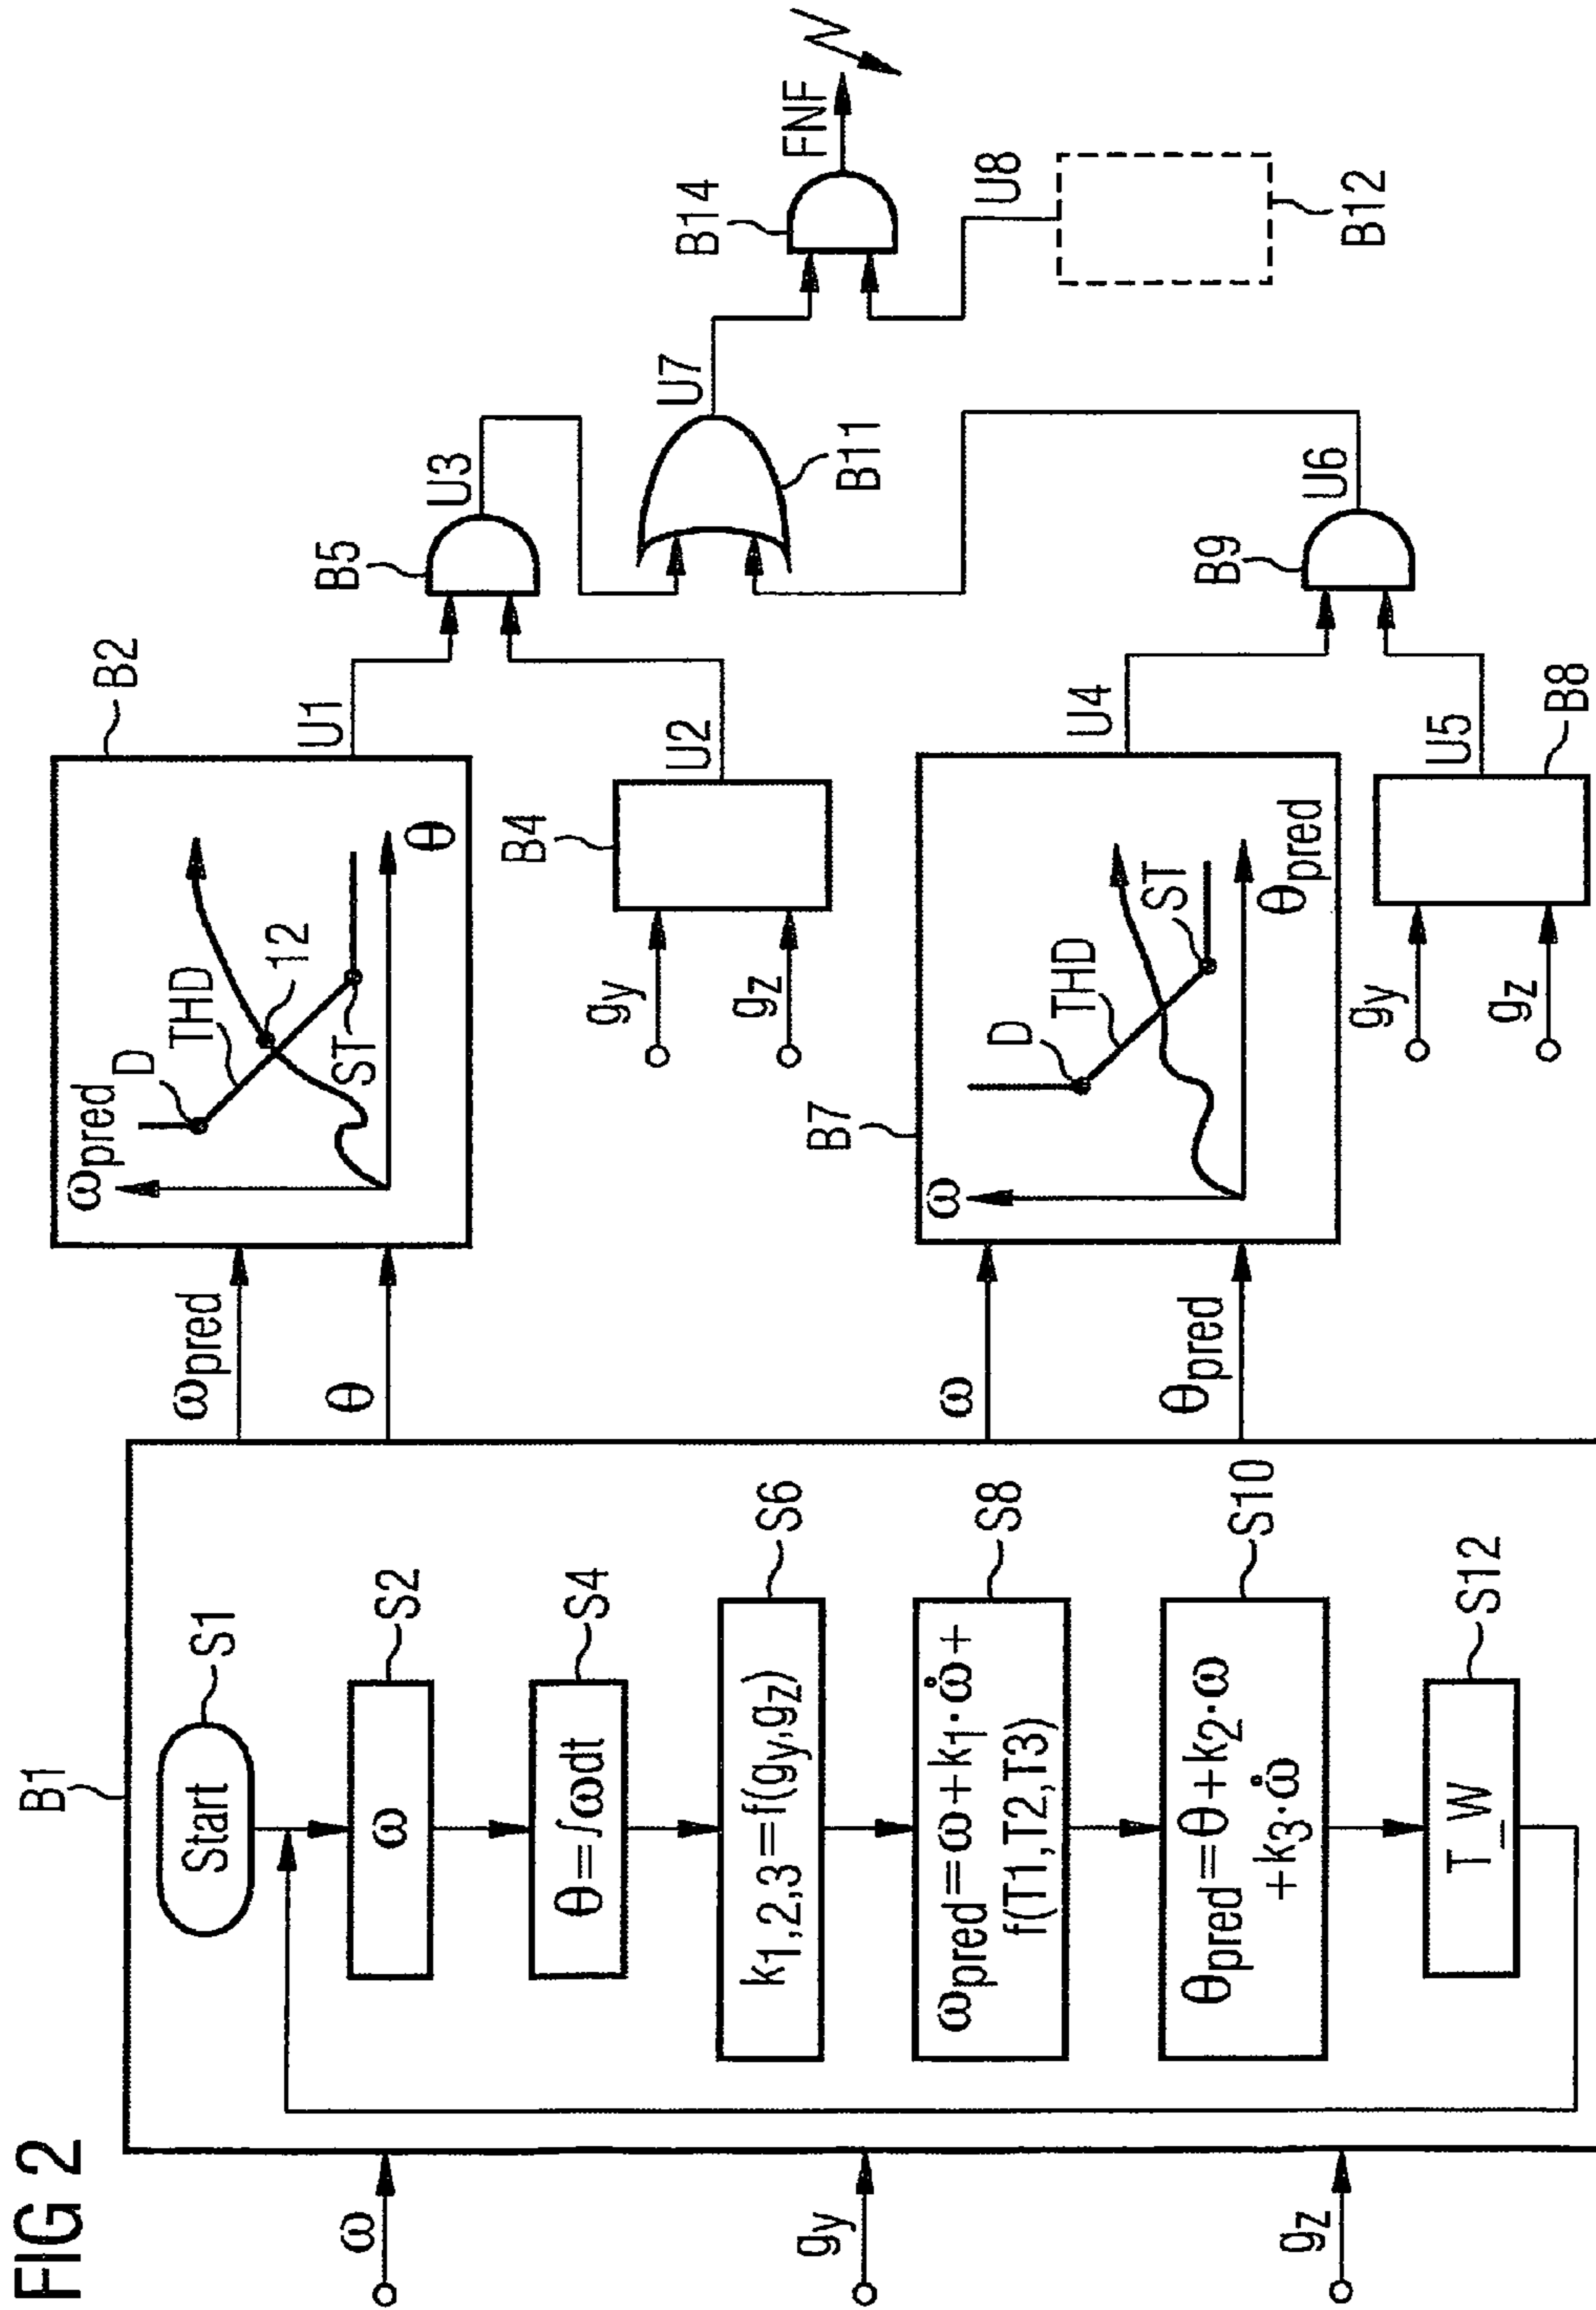 FIG 2
ω
gy
gz
B1
Start
S1
ω
S2
θ=∫ωdt
S4
k1,2,3=f(gy,gz)
S6
ωpred=ω+k1·ω̇+
f(T1,T2,T3)
S8
θpred=θ+k2·ω
+k3·ω̇
S10
T_W
S12
ωpred
θ
ω
θpred
B2
ωpred
D
THD
12
ST
θ
U1
gy
gz
B4
U2
B5
U3
B7
ω
D
THD
ST
θpred
U4
gy
gz
B8
U5
B9
U6
B11
U7
B14
FNF
U8
B12